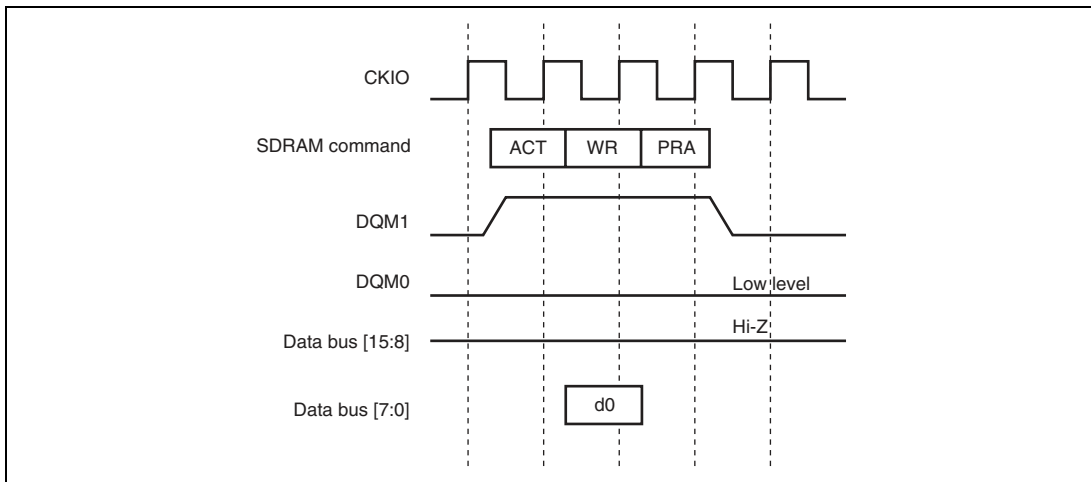 CKIO
SDRAM command
ACT WR PRA
DQM1
DQM0
Low level
Data bus [15:8]
Hi-Z
Data bus [7:0]
d0